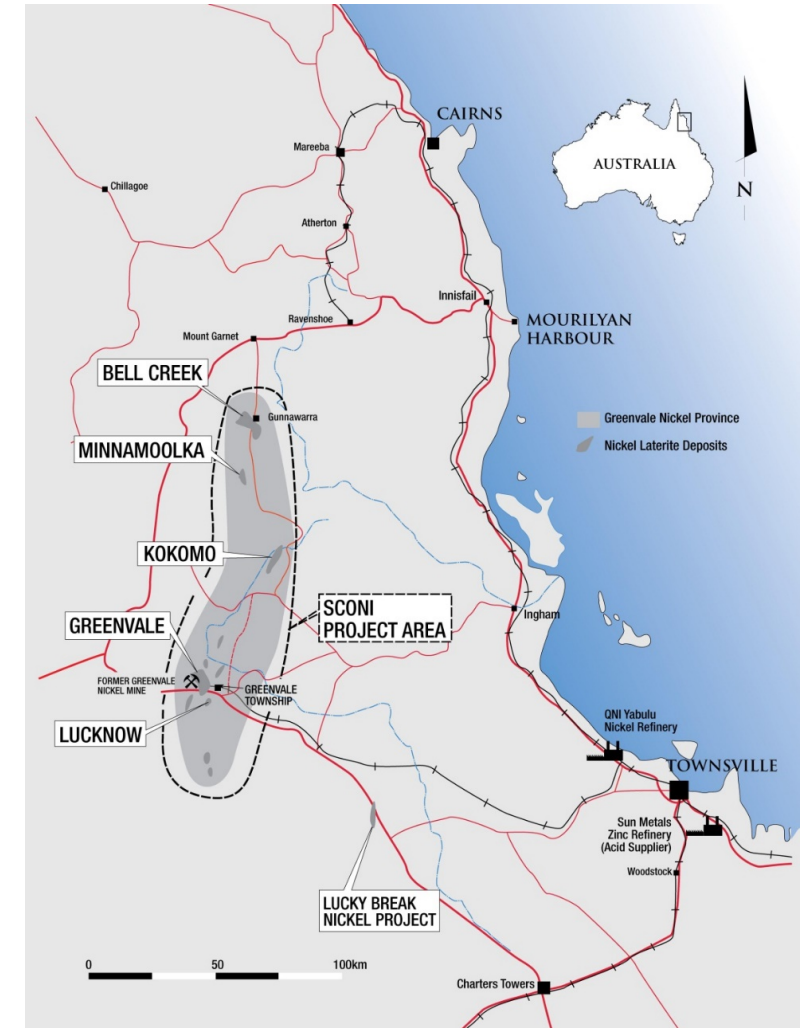 CAIRNS
Mareeba
AUSTRALIA
Chillagoe
N
Atherton
Innisfail
Ravenshoe
MOURILYAN
HARBOUR
Mount Garnet
BELL CREEK
Gunnawarra
Greenvale Nickel Province
MINNAMOOLKA
Nickel Laterite Deposits
KOKOMO
SCONI
PROJECT AREA
Ingham
GREENVALE
FORMER GREENVALE
NICKEL MINE
GREENVALE
TOWNSHIP
LUCKNOW
QNI Yabulu
Nickel Refinery
TOWNSVILLE
Sun Metals
Zinc Refinery
(Acid Supplier)
Woodstock
LUCKY BREAK
NICKEL PROJECT
0 50 100km
Charters Towers